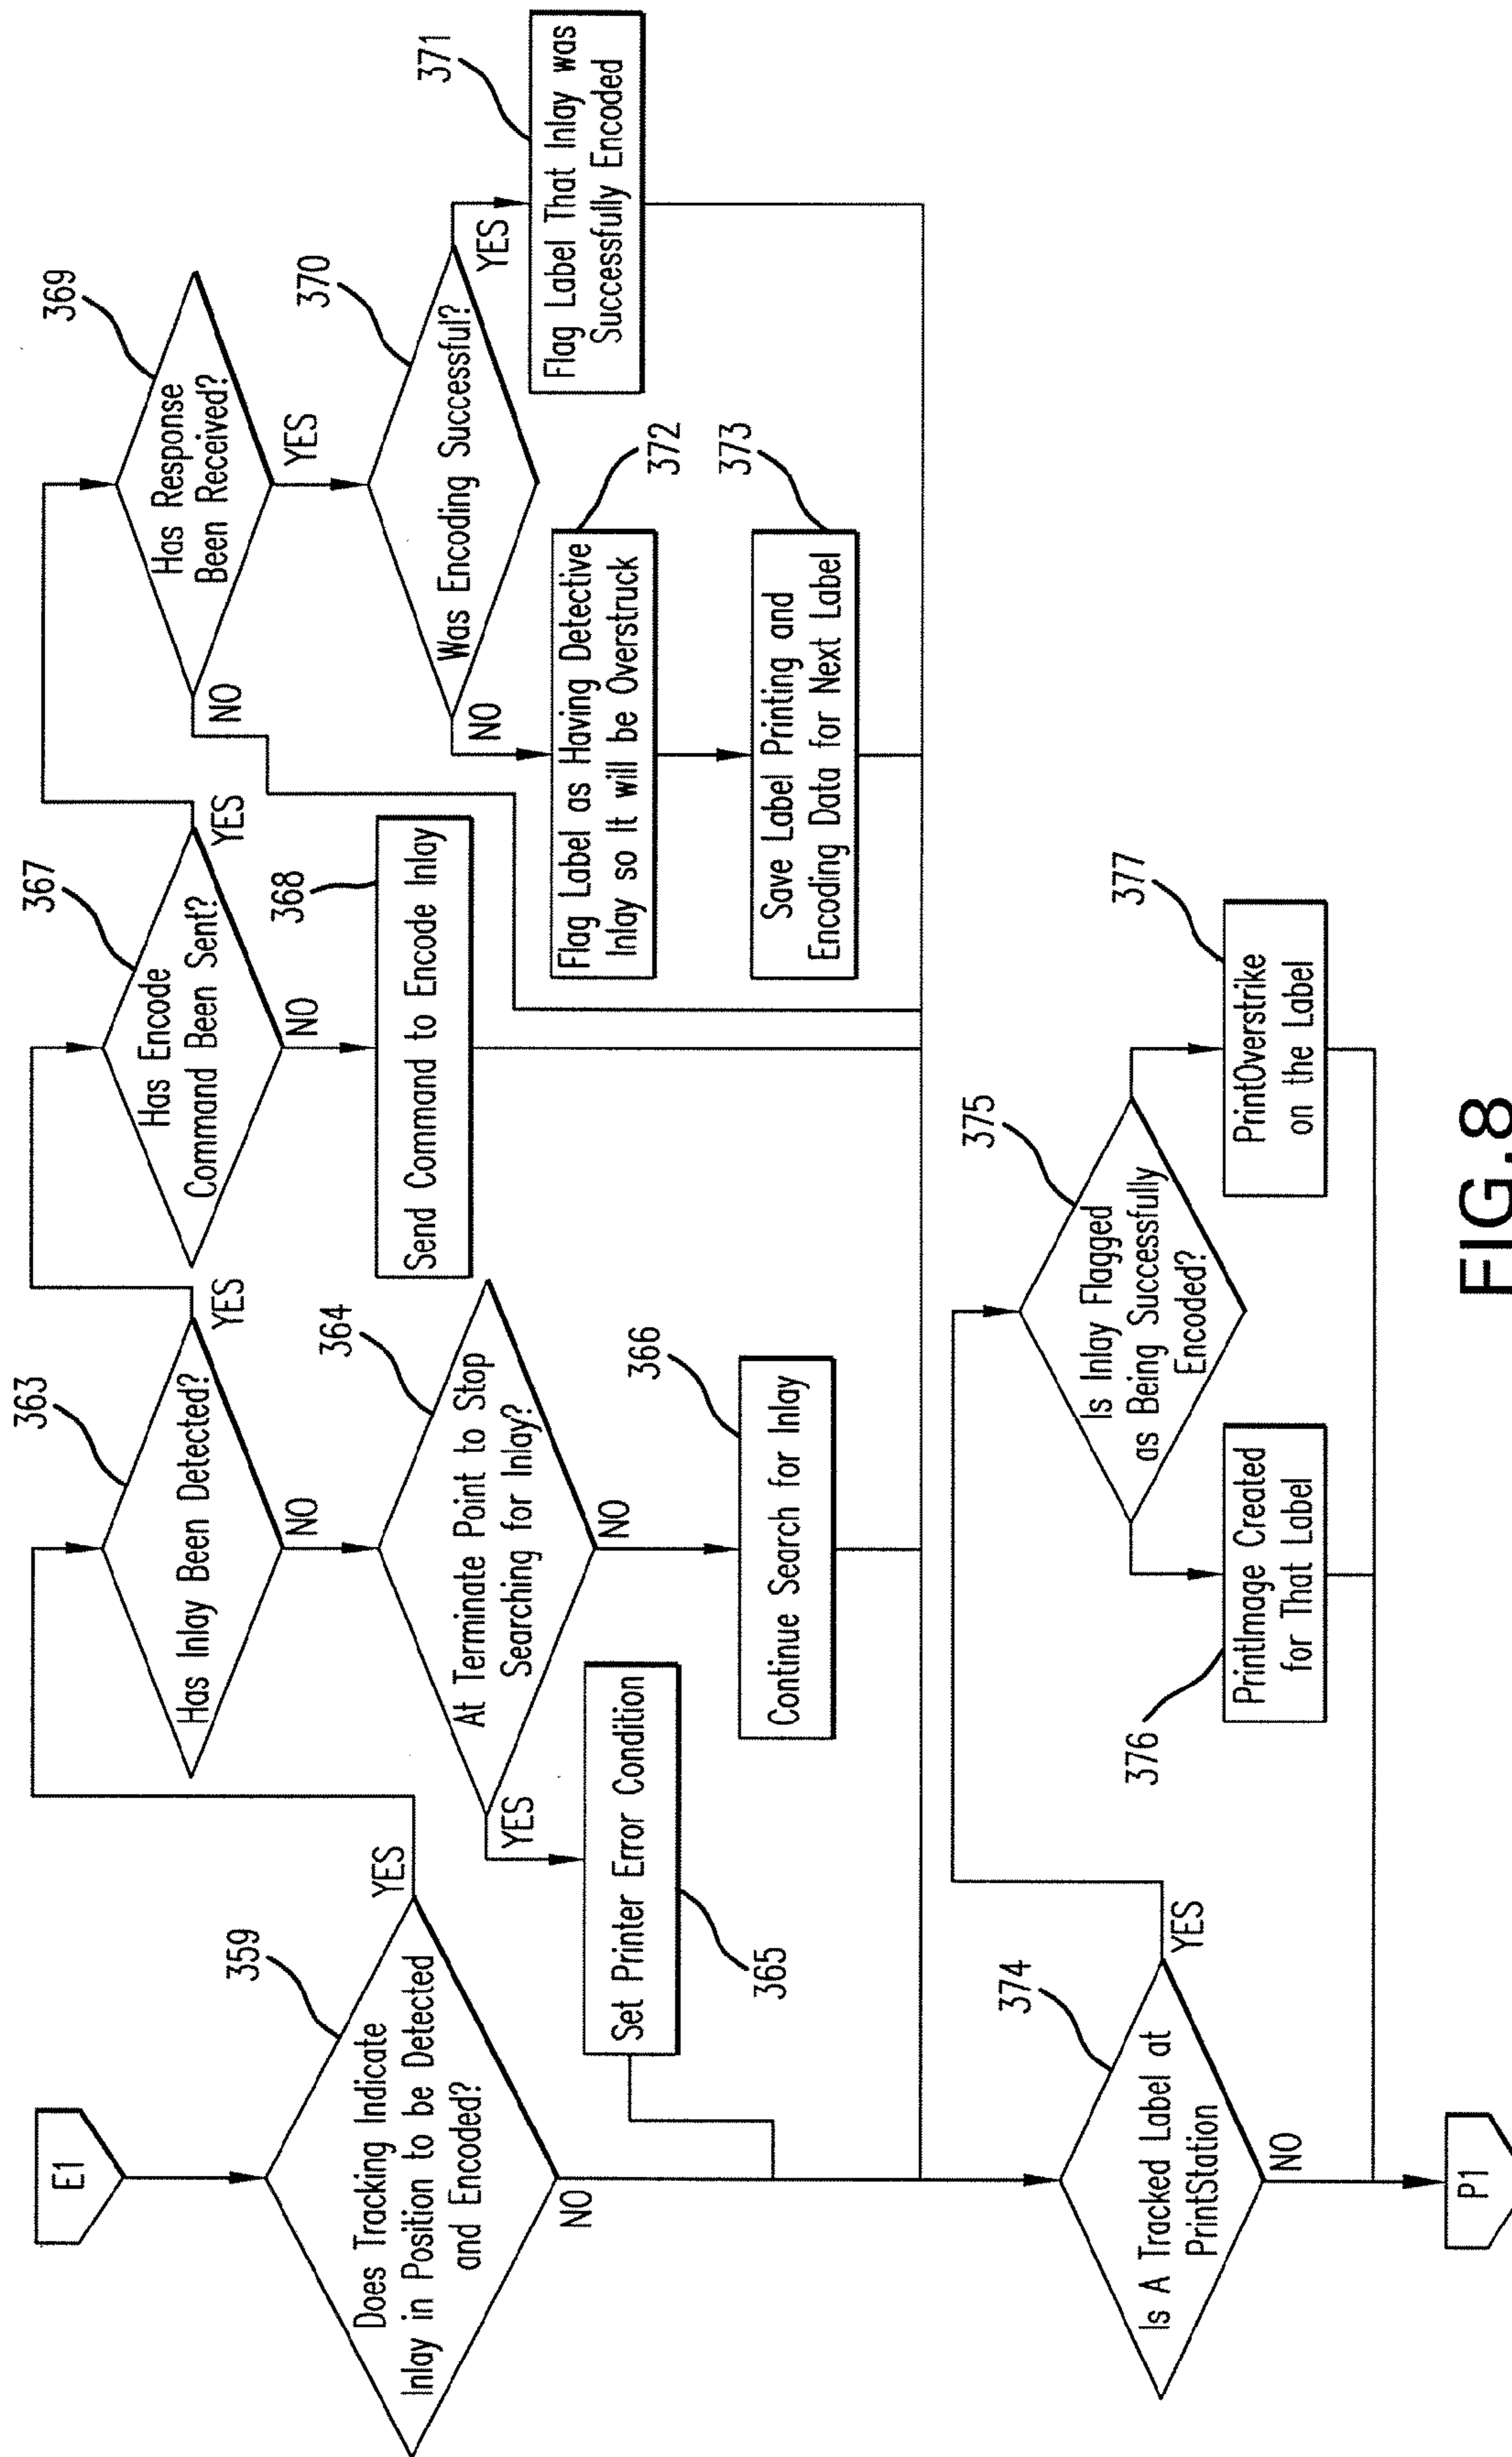 E1
359
Does Tracking Indicate
Inlay in Position to be Detected
and Encoded?
YES
NO
363
Has Inlay Been Detected?
YES
NO
364
At Terminate Point to Stop
Searching for Inlay?
YES
NO
Set Printer Error Condition
365
366
Continue Search for Inlay
367
Has Encode
Command Been Sent?
YES
NO
368
Send Command to Encode Inlay
369
Has Response
Been Received?
NO
YES
370
Was Encoding Successful?
NO
YES
371
Flag Label That Inlay was
Successfully Encoded
372
Flag Label as Having Detective
Inlay so It will be Overstruck
373
Save Label Printing and
Encoding Data for Next Label
374
Is A Tracked Label at
PrintStation
YES
NO
375
Is Inlay Flagged
as Being Successfully
Encoded?
376
PrintImage Created
for That Label
377
PrintOverstrike
on the Label
P1
FIG.8